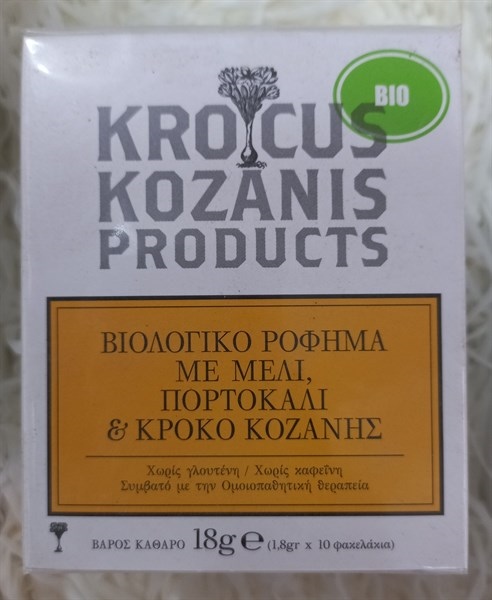 BIO
KROCUS
KOZANIS
PRODUCTS
ΒΙΟΛΟΓΙΚΟ ΡΟΦΗΜΑ
ΜΕ ΜΕΛΙ,
ΠΟΡΤΟΚΑΛΙ
& ΚΡΟΚΟ ΚΟΖΑΝΗΣ
Χωρίς γλουτένη / Χωρίς καφεΐνη
Συμβατό με την Ομοιοπαθητική θεραπεία
ΒΑΡΟΣ ΚΑΘΑΡΟ 18g ℮ (1,8gr x 10 φακελάκια)